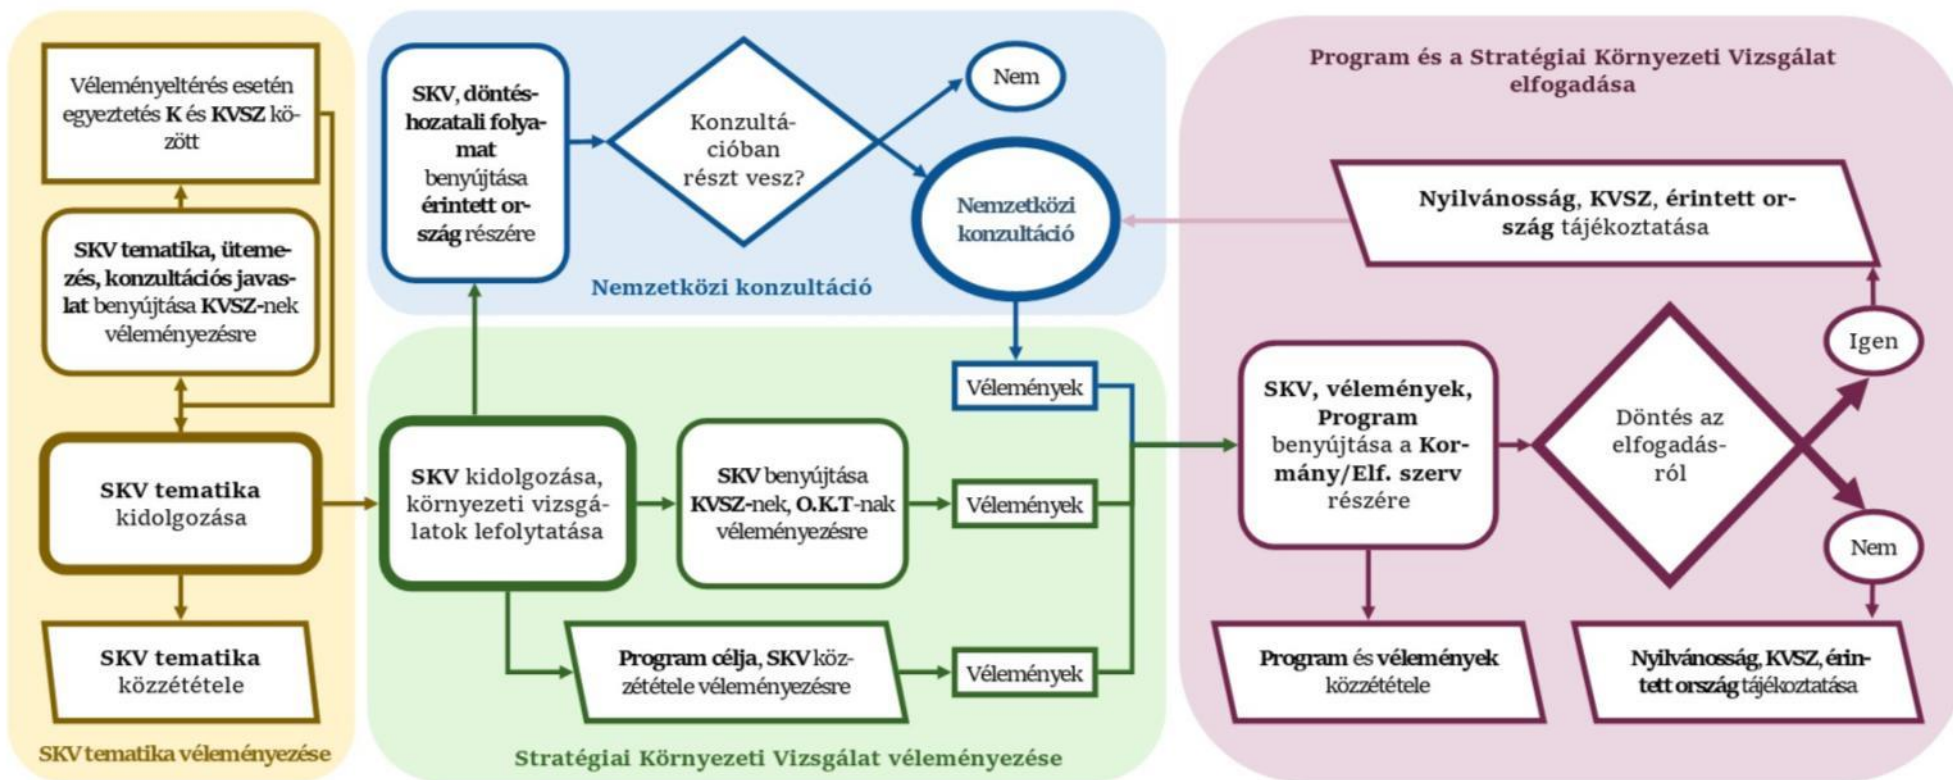 Véleményeltérés esetén
egyeztetés K és KVSZ kö-
zött
SKV tematika, üteme-
zés, konzultációs javas-
lat benyújtása KVSZ-nek
véleményezésre
SKV tematika
kidolgozása
SKV tematika
közzététele
SKV tematika véleményezése
SKV, döntés-
hozatali folya-
mat
benyújtása
érintett or-
szág részére
Konzultá-
cióban
részt vesz?
Nem
Nemzetközi
konzultáció
Nemzetközi konzultáció
Vélemények
SKV kidolgozása,
környezeti vizsgá-
latok lefolytatása
SKV benyújtása
KVSZ-nek, O.K.T-nak
véleményezésre
Vélemények
Program célja, SKV köz-
zététele véleményezésre
Vélemények
Stratégiai Környezeti Vizsgálat véleményezése
Program és a Stratégiai Környezeti Vizsgálat
elfogadása
Nyilvánosság, KVSZ, érintett or-
szág tájékoztatása
Igen
SKV, vélemények,
Program
benyújtása a Kor-
mány/Elf. szerv
részére
Döntés az
elfogadás-
ról
Nem
Program és vélemények
közzététele
Nyilvánosság, KVSZ, érin-
tett ország tájékoztatása